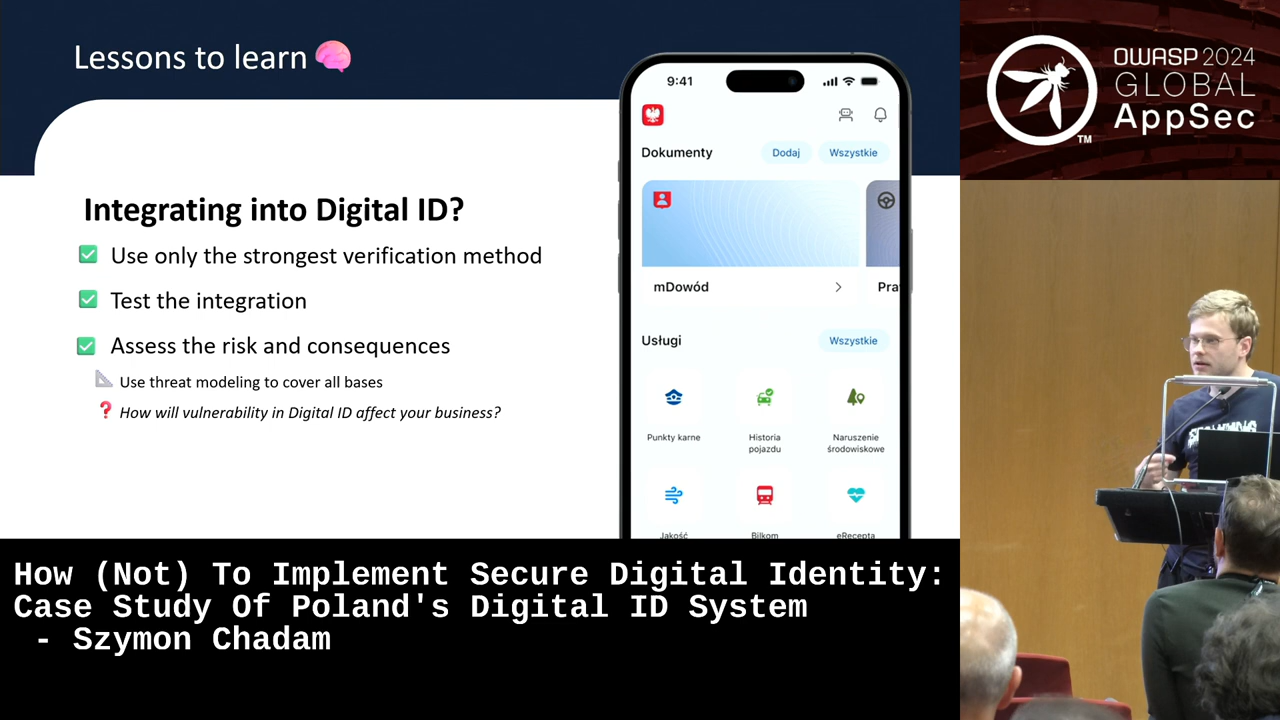 Lessons to learn
Integrating into Digital ID?
Use only the strongest verification method
Test the integration
Assess the risk and consequences
Use threat modeling to cover all bases
How will vulnerability in Digital ID affect your business?
9:41
Dokumenty
Dodaj
Wszystkie
mDowód
Pra
Usługi
Wszystkie
Punkty karne
Historia
pojazdu
Naruszenie
środowiskowe
Jakość
Bilkom
eRecepta
OWASP 2024
GLOBAL
AppSec
TM
How (Not) To Implement Secure Digital Identity:
Case Study Of Poland's Digital ID System
- Szymon Chadam